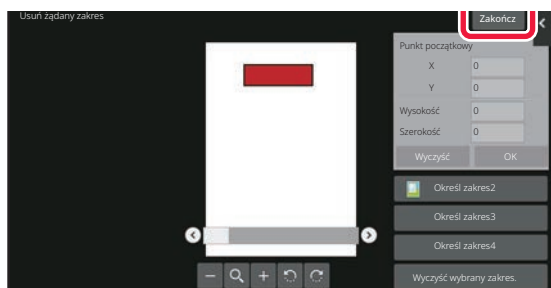 Usuń żądany zakres
Zakończ
Punkt początkowy
X 0
Y 0
Wysokość 0
Szerokość 0
Wyczyść OK
Określ zakres2
Określ zakres3
Określ zakres4
Wyczyść wybrany zakres.